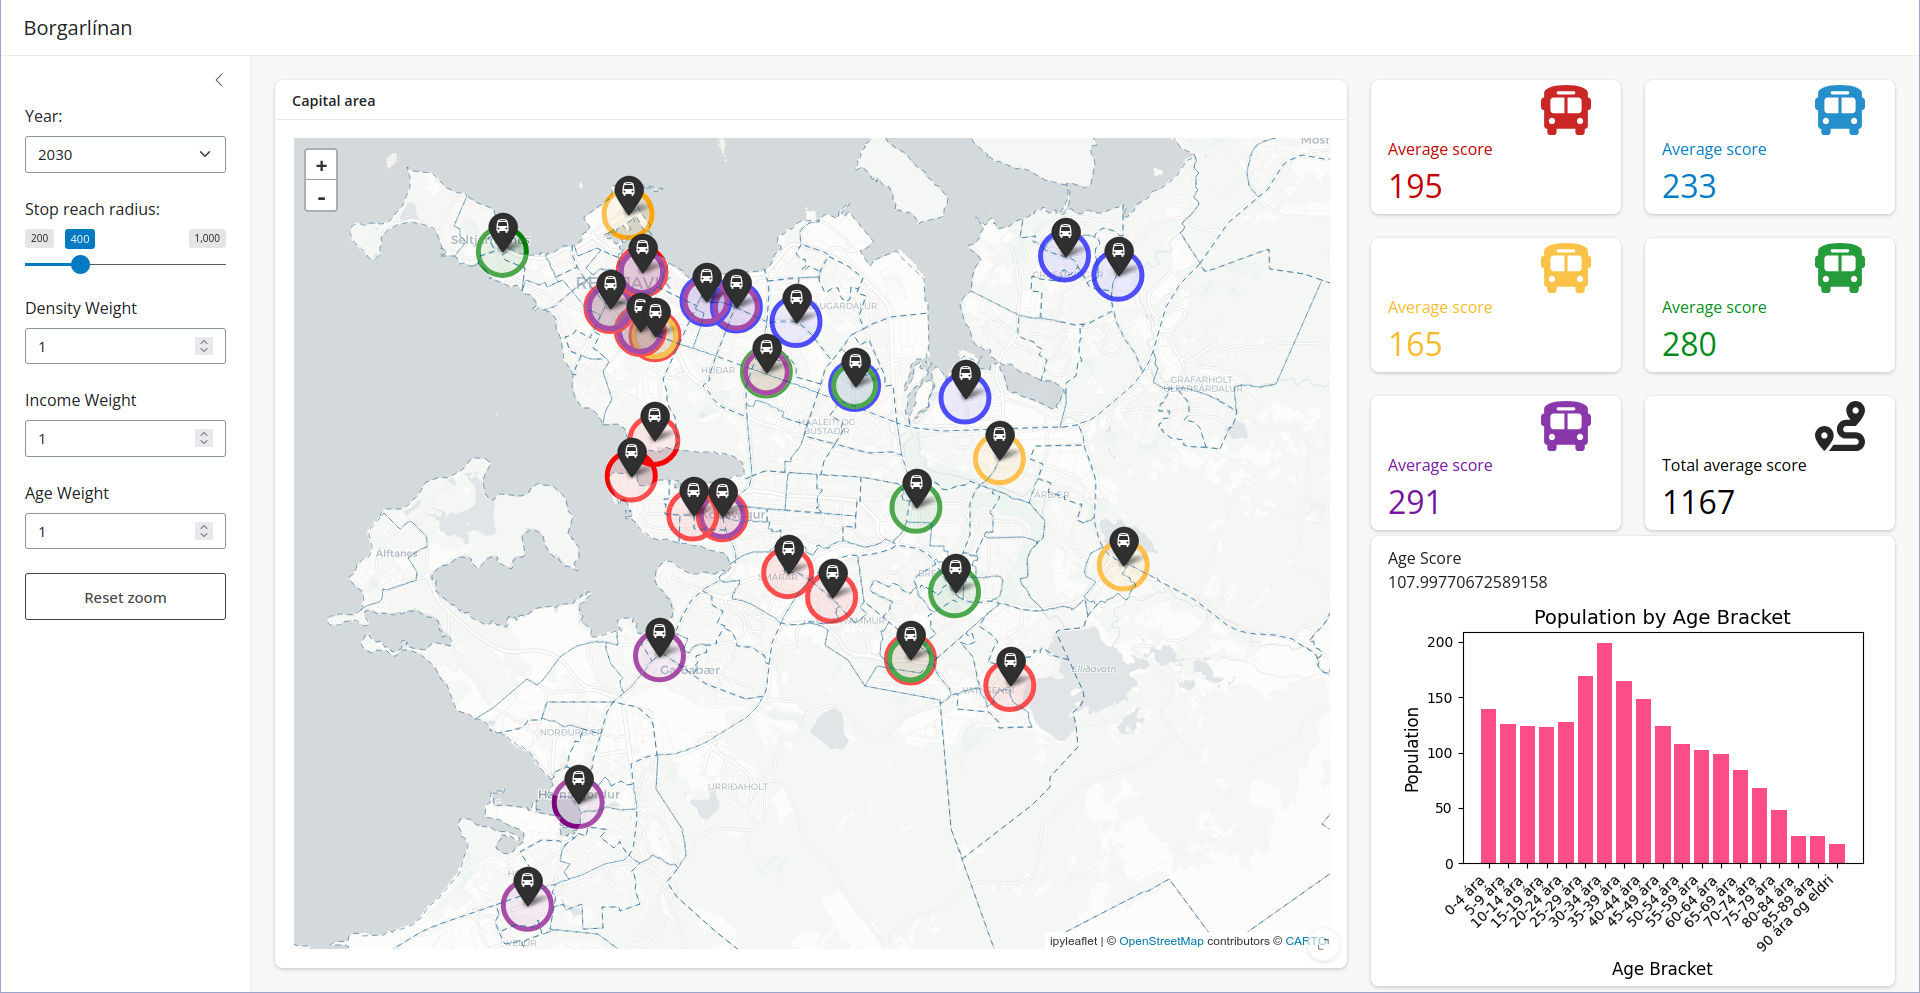 Borgarlínan
Year:
2030
Stop reach radius:
200
400
1,000
Density Weight
1
Income Weight
1
Age Weight
1
Reset zoom
Capital area
+
-
Álftanes
Garðabær
NORÐURBÆR
URRIÐAHOLT
HLÍÐAR
HÁALEITI OG
BÚSTAÐIR
GRAFARHOLT
ÚLFARSÁRDALUR
ÁRBÆR
SMÁRAR
Elliðavatn
VELLIR
ipyleaflet | © OpenStreetMap contributors © CARTO
Average score
195
Average score
233
Average score
165
Average score
280
Average score
291
Total average score
1167
Age Score
107.99770672589158
Population by Age Bracket
Population
200
150
100
50
0
0-4 ára
5-9 ára
10-14 ára
15-19 ára
20-24 ára
25-29 ára
30-34 ára
35-39 ára
40-44 ára
45-49 ára
50-54 ára
55-59 ára
60-64 ára
65-69 ára
70-74 ára
75-79 ára
80-84 ára
85-89 ára
90 ára og eldri
Age Bracket